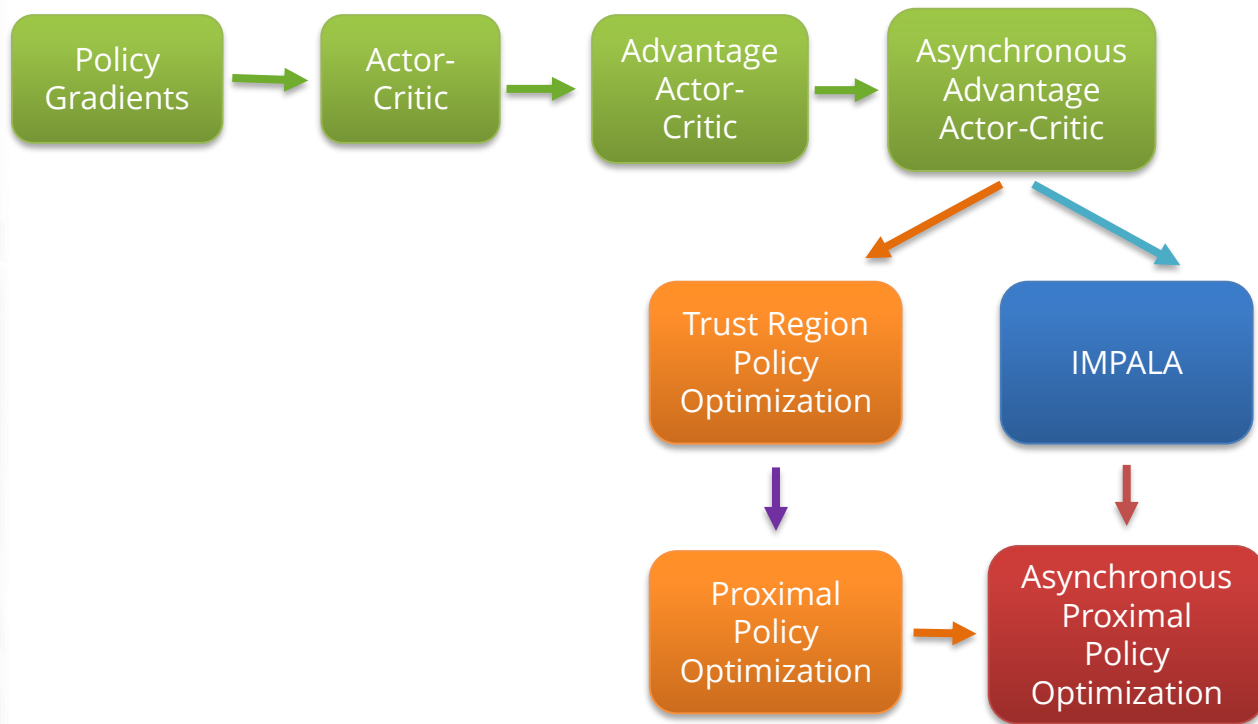 Policy
Gradients
Actor-
Critic
Advantage
Actor-
Critic
Asynchronous
Advantage
Actor-Critic
Trust Region
Policy
Optimization
IMPALA
Proximal
Policy
Optimization
Asynchronous
Proximal
Policy
Optimization